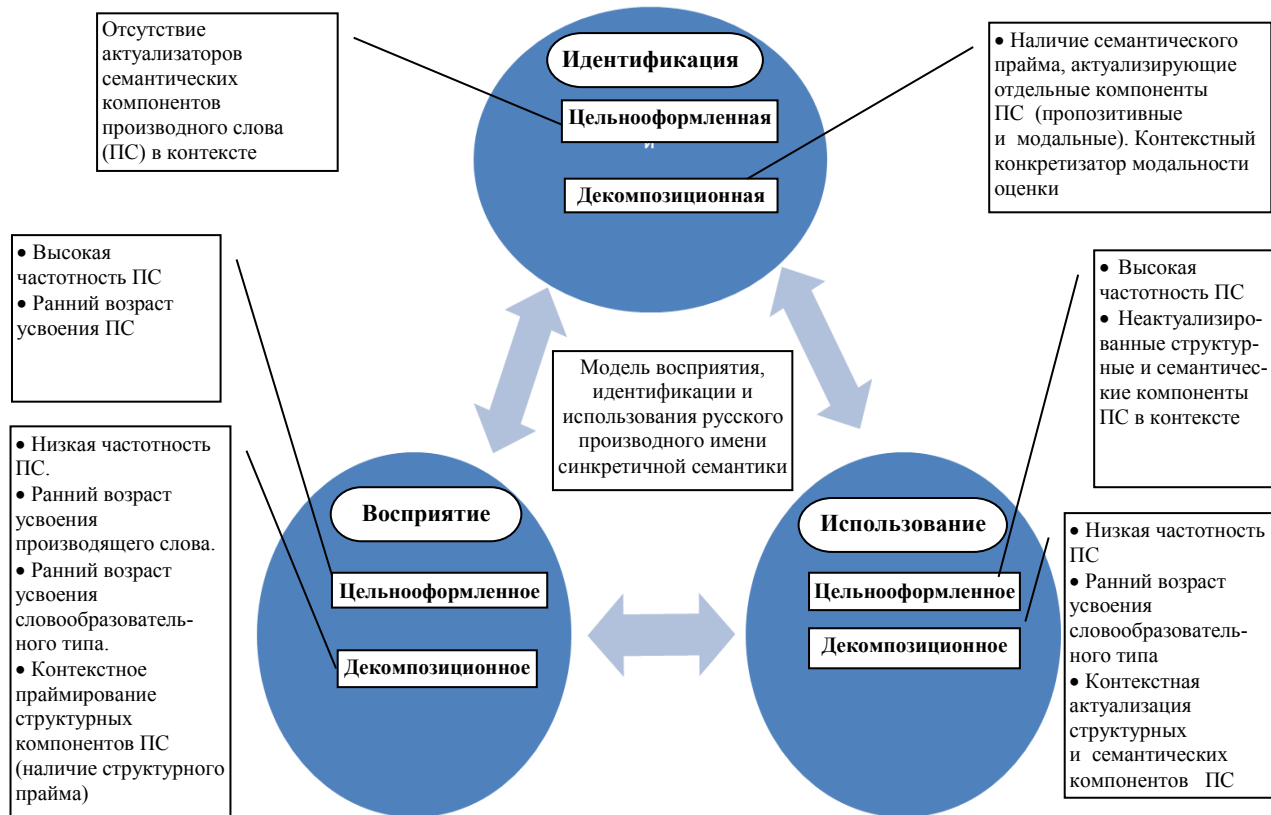 Отсутствие
актуализаторов
семантических
компонентов
производного слова
(ПС) в контексте
Идентификация
Цельнооформленная
и
Декомпозиционная
• Наличие семантического
прайма, актуализирующие
отдельные компоненты
ПС (пропозитивные
и модальные). Контекстный
конкретизатор модальности
оценки
• Высокая
частотность ПС
• Ранний возраст
усвоения ПС
• Высокая
частотность ПС
• Неактуализиро-
ванные структур-
ные и семантичес-
кие компоненты
ПС в контексте
Модель восприятия,
идентификации и
использования русского
производного имени
синкретичной семантики
• Низкая частотность
ПС.
• Ранний возраст
усвоения
производящего слова.
• Ранний возраст
усвоения
словообразователь-
ного типа.
• Контекстное
праймирование
структурных
компонентов ПС
(наличие структурного
прайма)
Восприятие
Цельнооформленное
Декомпозиционное
Использование
Цельнооформленное
Декомпозиционное
• Низкая частотность
ПС
• Ранний возраст
усвоения
словообразователь-
ного типа
• Контекстная
актуализация
структурных
и семантических
компонентов ПС